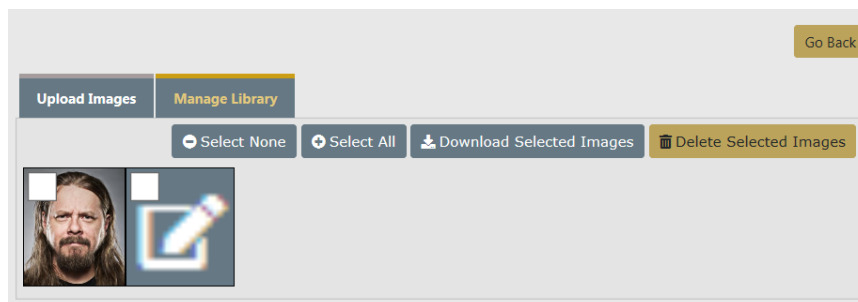 Go Back
Upload Images Manage Library
Select None Select All Download Selected Images Delete Selected Images